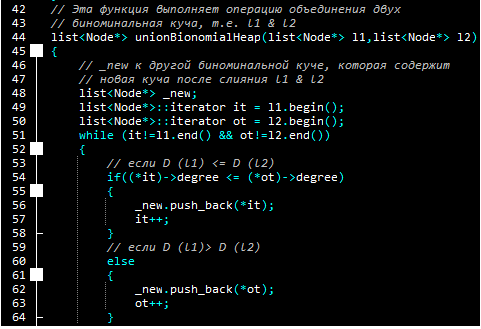 42 // Эта функция выполняет операцию объединения двух
43 // биноминальная куча, т.е. l1 & l2
44 list<Node*> unionBionomialHeap(list<Node*> l1,list<Node*> l2)
45 {
46 // _new к другой биноминальной куче, которая содержит
47 // новая куча после слияния l1 & l2
48 list<Node*> _new;
49 list<Node*>::iterator it = l1.begin();
50 list<Node*>::iterator ot = l2.begin();
51 while (it!=l1.end() && ot!=l2.end())
52 {
53 // если D (l1) <= D (l2)
54 if((*it)->degree <= (*ot)->degree)
55 {
56 _new.push_back(*it);
57 it++;
58 }
59 // если D (l1)> D (l2)
60 else
61 {
62 _new.push_back(*ot);
63 ot++;
64 }